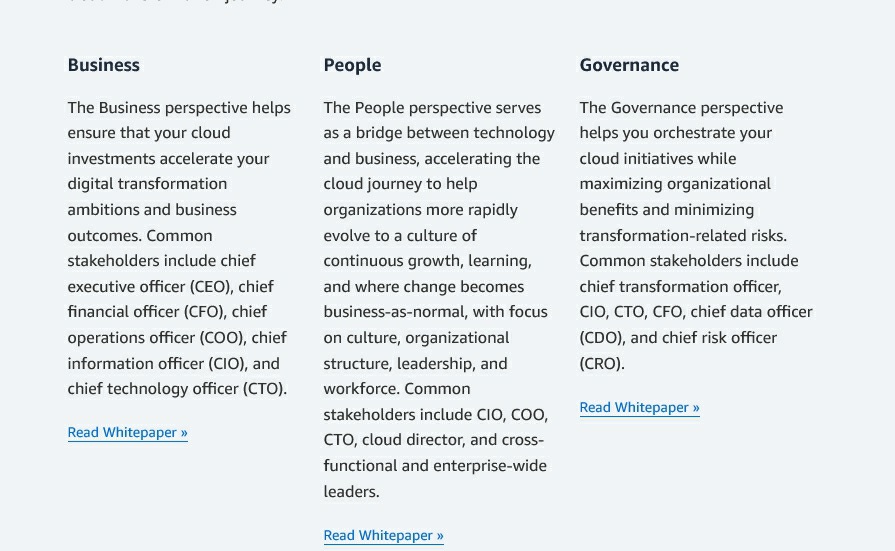 Business
The Business perspective helps
ensure that your cloud
investments accelerate your
digital transformation
ambitions and business
outcomes. Common
stakeholders include chief
executive officer (CEO), chief
financial officer (CFO), chief
operations officer (COO), chief
information officer (CIO), and
chief technology officer (CTO).
Read Whitepaper »
People
The People perspective serves
as a bridge between technology
and business, accelerating the
cloud journey to help
organizations more rapidly
evolve to a culture of
continuous growth, learning,
and where change becomes
business-as-normal, with focus
on culture, organizational
structure, leadership, and
workforce. Common
stakeholders include CIO, COO,
CTO, cloud director, and cross-
functional and enterprise-wide
leaders.
Read Whitepaper »
Governance
The Governance perspective
helps you orchestrate your
cloud initiatives while
maximizing organizational
benefits and minimizing
transformation-related risks.
Common stakeholders include
chief transformation officer,
CIO, CTO, CFO, chief data officer
(CDO), and chief risk officer
(CRO).
Read Whitepaper »